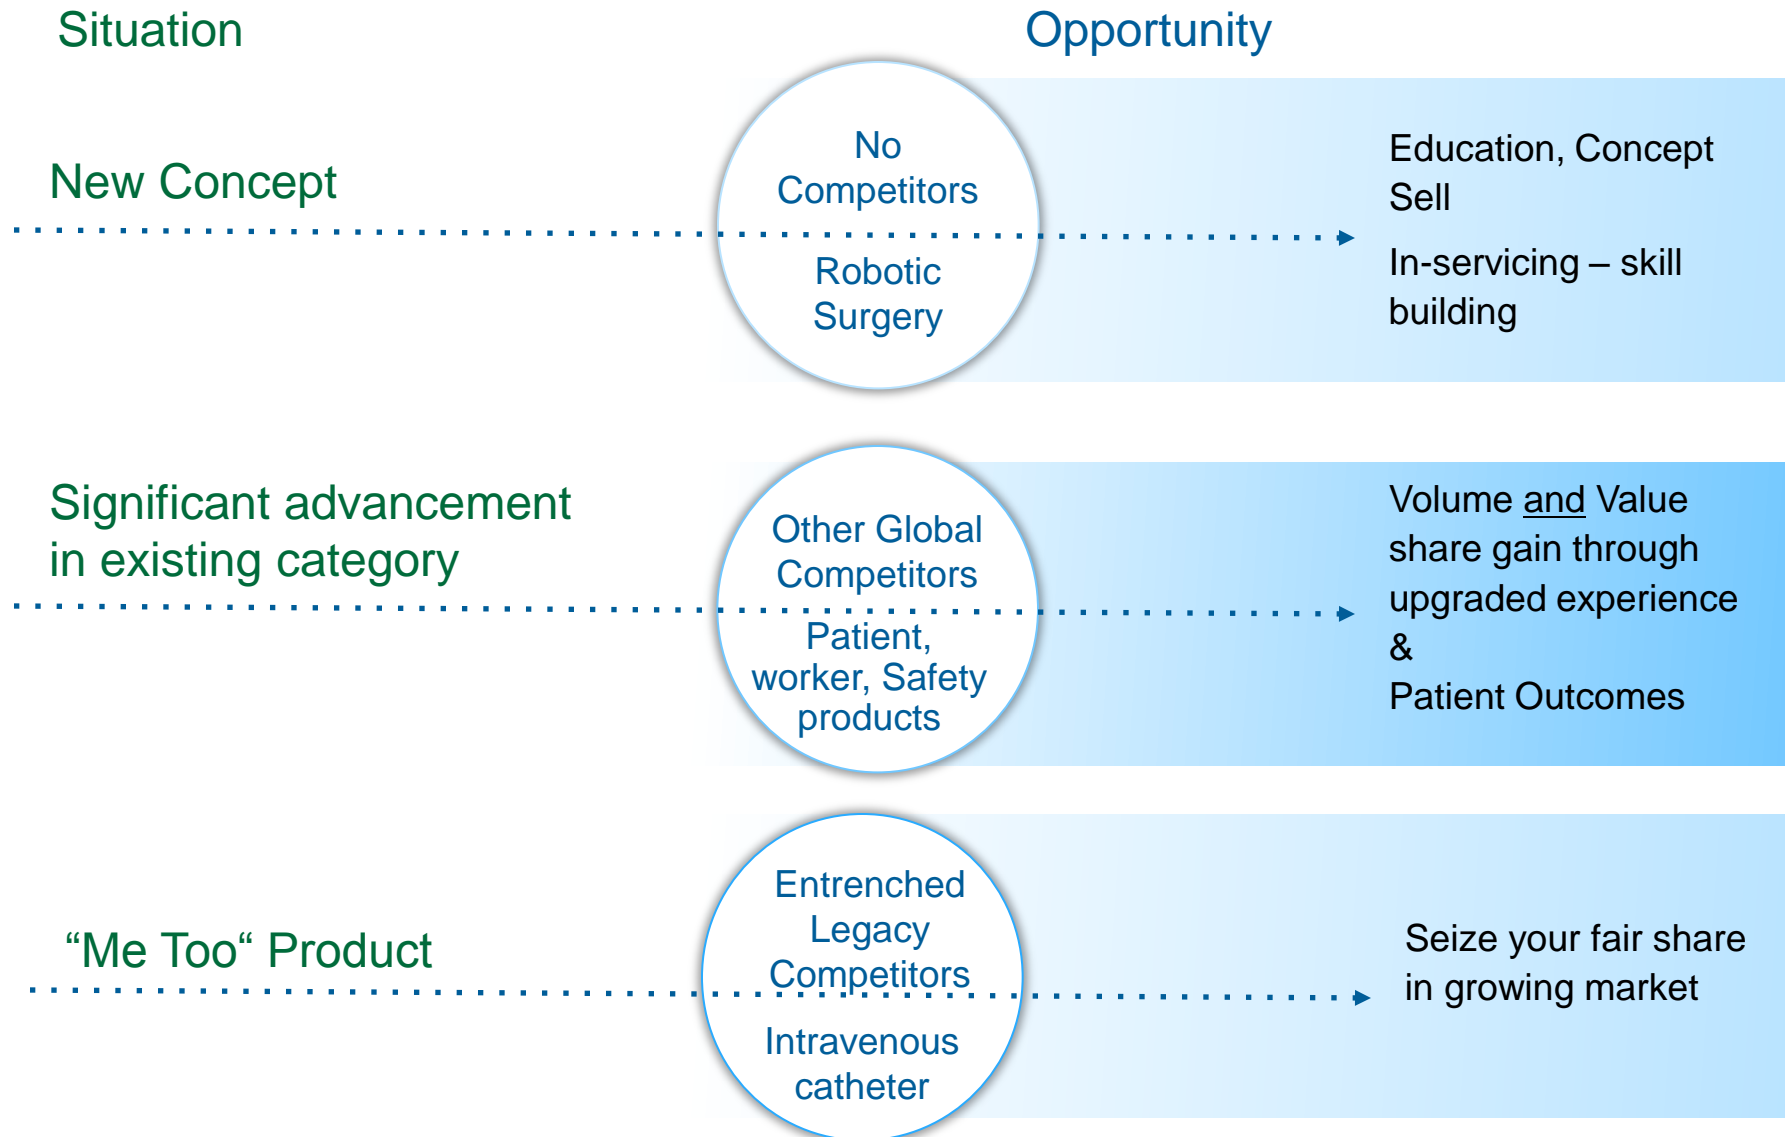 Situation
Opportunity
New Concept
No
Competitors
Robotic
Surgery
Education, Concept
Sell
In-servicing – skill
building
Significant advancement
in existing category
Other Global
Competitors
Patient,
worker, Safety
products
Volume and Value
share gain through
upgraded experience
&
Patient Outcomes
“Me Too“ Product
Entrenched
Legacy
Competitors
Intravenous
catheter
Seize your fair share
in growing market